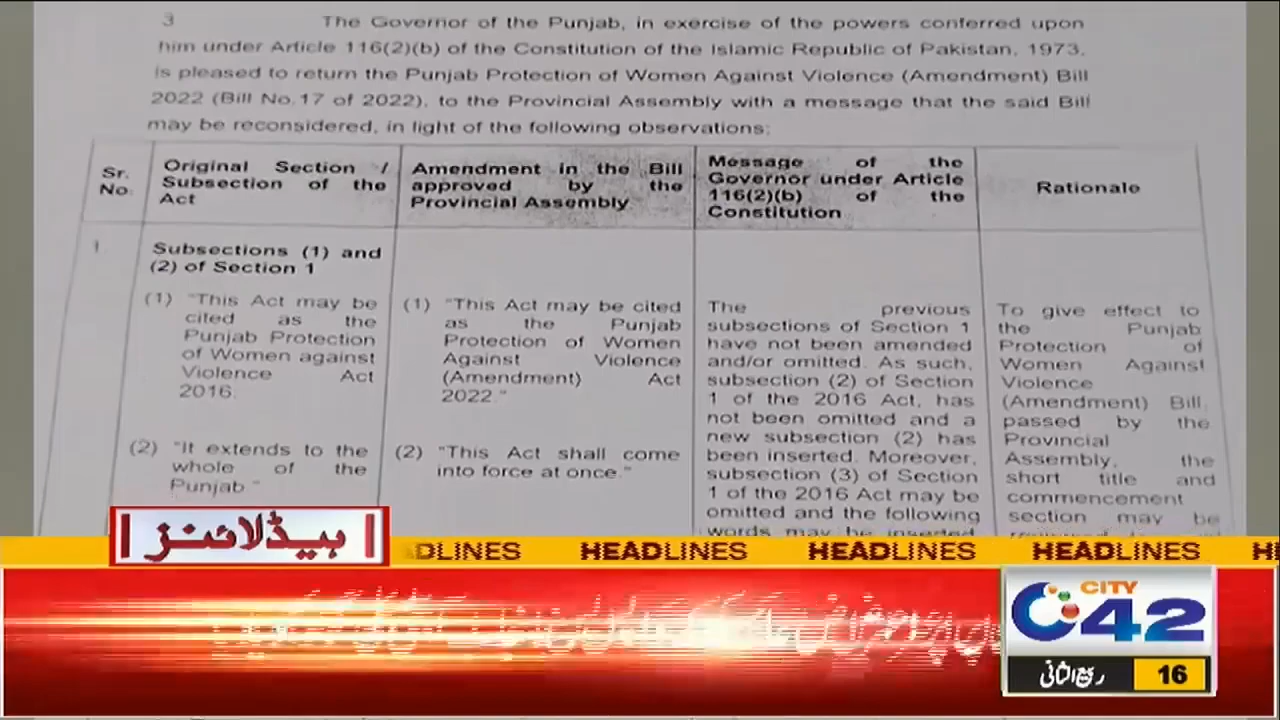 3 The Governor of the Punjab, in exercise of the powers conferred upon
him under Article 116(2)(b) of the Constitution of the Islamic Republic of Pakistan, 1973,
is pleased to return the Punjab Protection of Women Against Violence (Amendment) Bill
2022 (Bill No.17 of 2022), to the Provincial Assembly with a message that the said Bill
may be reconsidered, in light of the following observations:
Sr.
No.
Original Section /
Subsection of the
Act
Amendment in the Bill
approved by the
Provincial Assembly
Message of the
Governor under Article
116(2)(b) of the
Constitution
Rationale
1.
Subsections (1) and
(2) of Section 1
(1) "This Act may be
cited as the
Punjab Protection
of Women against
Violence Act
2016.
(2) "It extends to the
whole of the
Punjab."
(1) "This Act may be cited
as the Punjab
Protection of Women
Against Violence
(Amendment) Act
2022."
(2) "This Act shall come
into force at once."
The previous
subsections of Section 1
have not been amended
and/or omitted. As such,
subsection (2) of Section
1 of the 2016 Act, has
not been omitted and a
new subsection (2) has
been inserted. Moreover,
subsection (3) of Section
1 of the 2016 Act may be
omitted and the following
words may be inserted
To give effect to
the Punjab
Protection of
Women Against
Violence
(Amendment) Bill,
passed by the
Provincial
Assembly, the
short title and
commencement
section may be
ہیڈلائنز
DLINES HEADLINES HEADLINES HEADLINES HE
CITY
42
ربیع الثانی 16